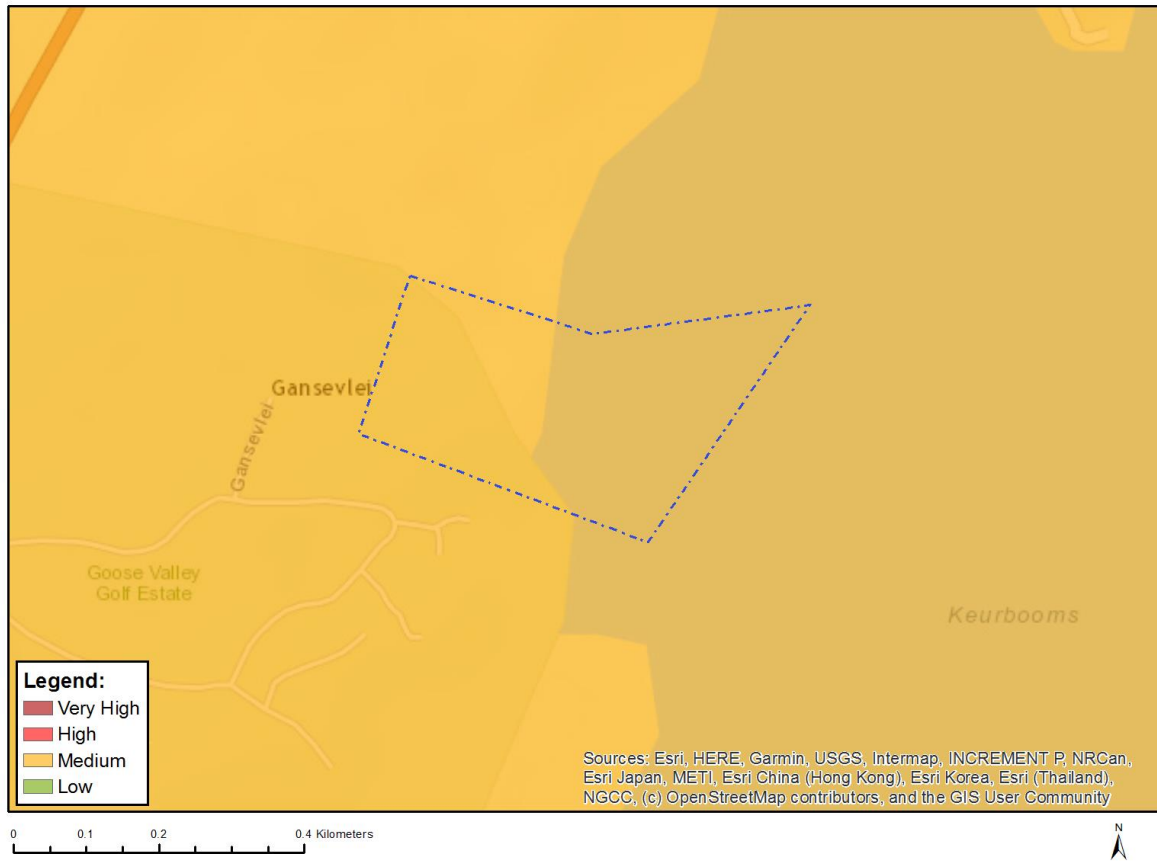 Gansevlei
Gansevlei
Goose Valley
Golf Estate
Keurbooms
Legend:
Very High
High
Medium
Low
Sources: Esri, HERE, Garmin, USGS, Intermap, INCREMENT P, NRCan,
Esri Japan, METI, Esri China (Hong Kong), Esri Korea, Esri (Thailand),
NGCC, (c) OpenStreetMap contributors, and the GIS User Community
0 0.1 0.2 0.4 Kilometers
N